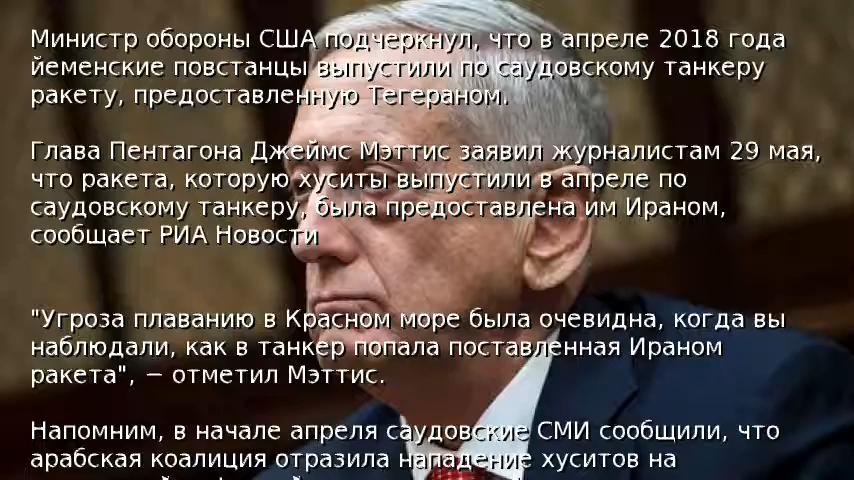 Министр обороны США подчеркнул, что в апреле 2018 года
йеменские повстанцы выпустили по саудовскому танкеру
ракету, предоставленную Тегераном.
Глава Пентагона Джеймс Мэттис заявил журналистам 29 мая,
что ракета, которую хуситы выпустили в апреле по
саудовскому танкеру, была предоставлена им Ираном,
сообщает РИА Новости
"Угроза плаванию в Красном море была очевидна, когда вы
наблюдали, как в танкер попала поставленная Ираном
ракета", − отметил Мэттис.
Напомним, в начале апреля саудовские СМИ сообщили, что
арабская коалиция отразила нападение хуситов на